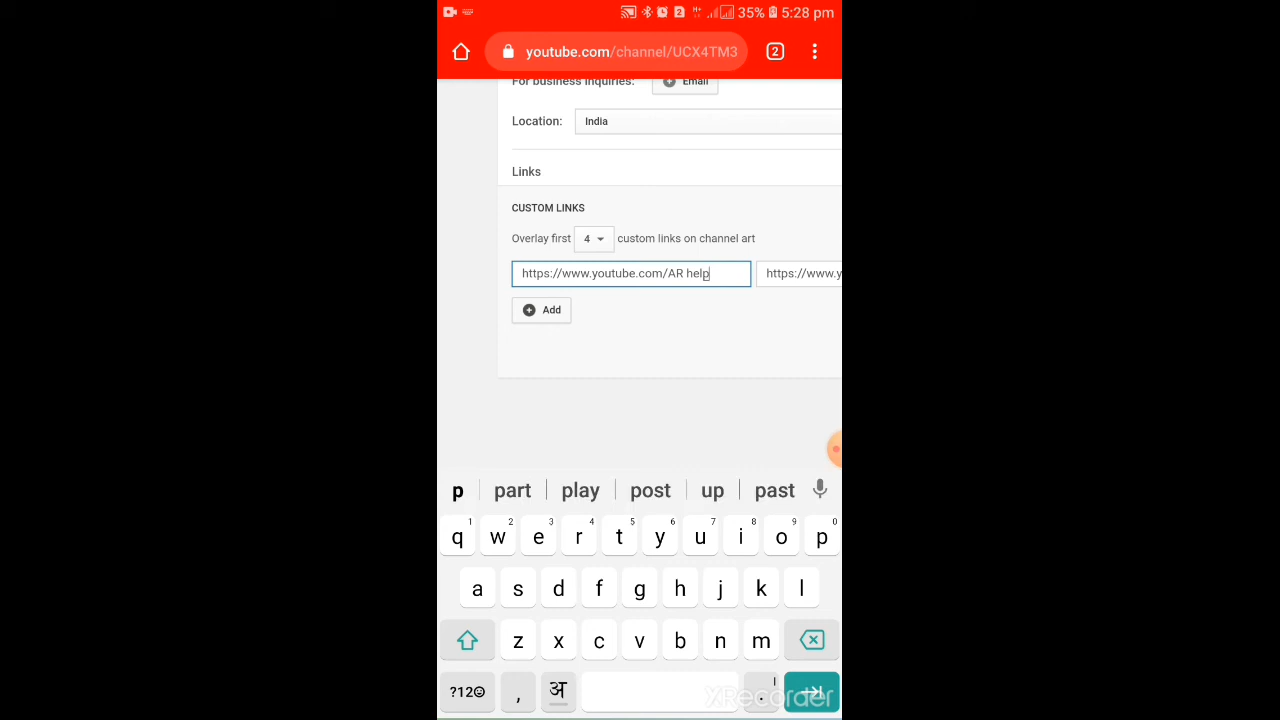 35% 5:28 pm
youtube.com/channel/UCX4TM3 2
For business inquiries: Email
Location: India
Links
CUSTOM LINKS
Overlay first 4 custom links on channel art
https://www.youtube.com/AR help https://www.y
Add
p part play post up past
q 1 w 2 e 3 r 4 t 5 y 6 u 7 i 8 o 9 p 0
a s d f g h j k l
z x c v b n m
?123 , अ .
XRecorder